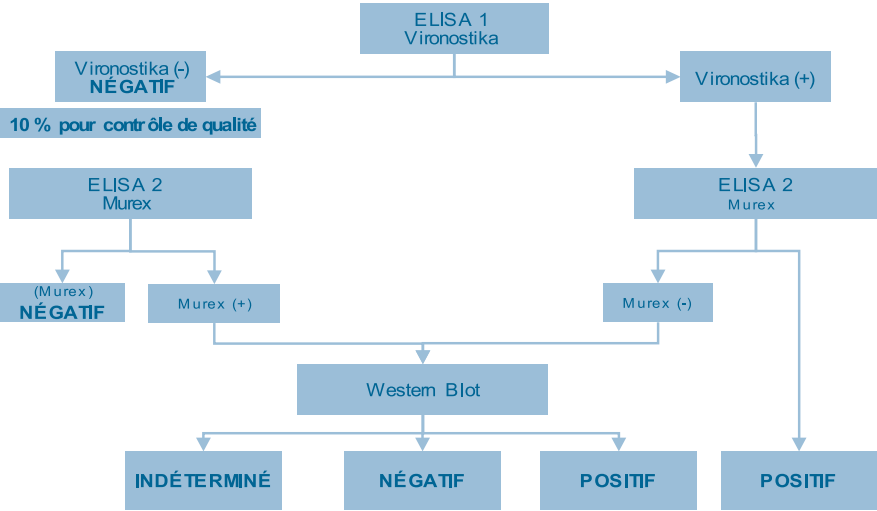 ELISA 1
Vironostika
Vironostika (-)
NÉGATIF
Vironostika (+)
10 % pour contrôle de qualité
ELISA 2
Murex
ELISA 2
Murex
(Murex)
NÉGATIF
Murex (+)
Murex (-)
Western Blot
INDÉTERMINÉ
NÉGATIF
POSITIF
POSITIF